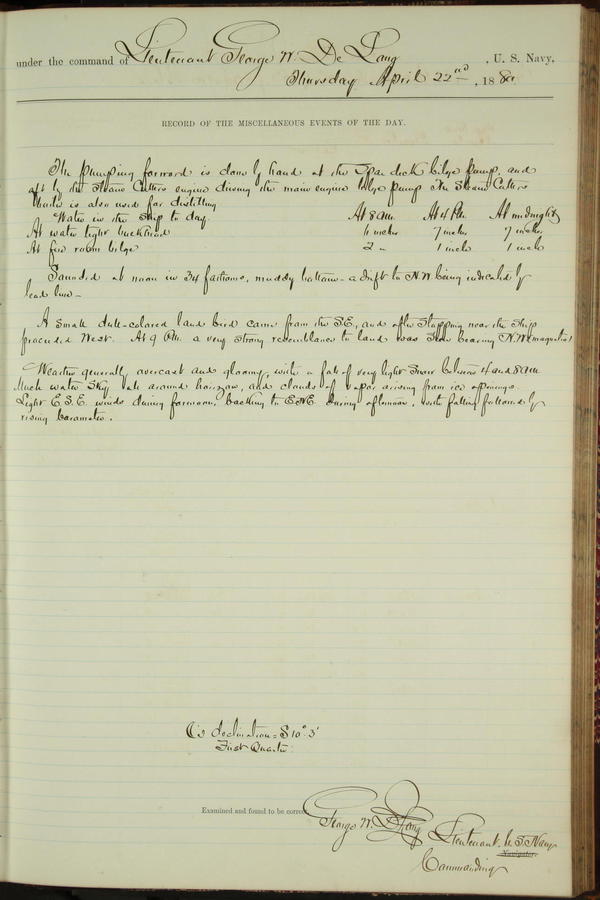 under the command of Lieutenant George W. De Long, U. S. Navy,
Thursday April 22nd, 1880
RECORD OF THE MISCELLANEOUS EVENTS OF THE DAY.
The pumping forward is done by hand at the Spar deck bilge pump, and
aft by the Steam Cutters engine driving the main engine bilge pump. The Steam Cutters
boiler is also used for distilling
Water in the Ship to day At 8 a.m. At 4 P.m. At midnight
At water tight bulkhead 6 inches 7 inches 7 inches
At fire room bilge 2 " 1 inch 1 inch
Sounded at noon in 34 fathoms, muddy bottom - a drift to N.W. being indicated by
lead line -
A small dull-colored land bird came from the S.E., and after stopping near the Ship
proceeded West. At 9 P.m. a very strong resemblance to land was seen bearing N.W. (magnetic)
Weather generally overcast and gloomy, with a fall of very light snow between 4 and 8 a.m.
Much water sky all around horizon, and clouds of vapor arising from ice openings.
Light E.S.E. winds during forenoon, backing to E.N.E. during afternoon, with falling followed by
rising barometer.
☾'s declination = S 10° 3'
First Quarter
Examined and found to be correct.
George W. De Long Lieutenant. U.S. Navy
Navigator.
Commanding